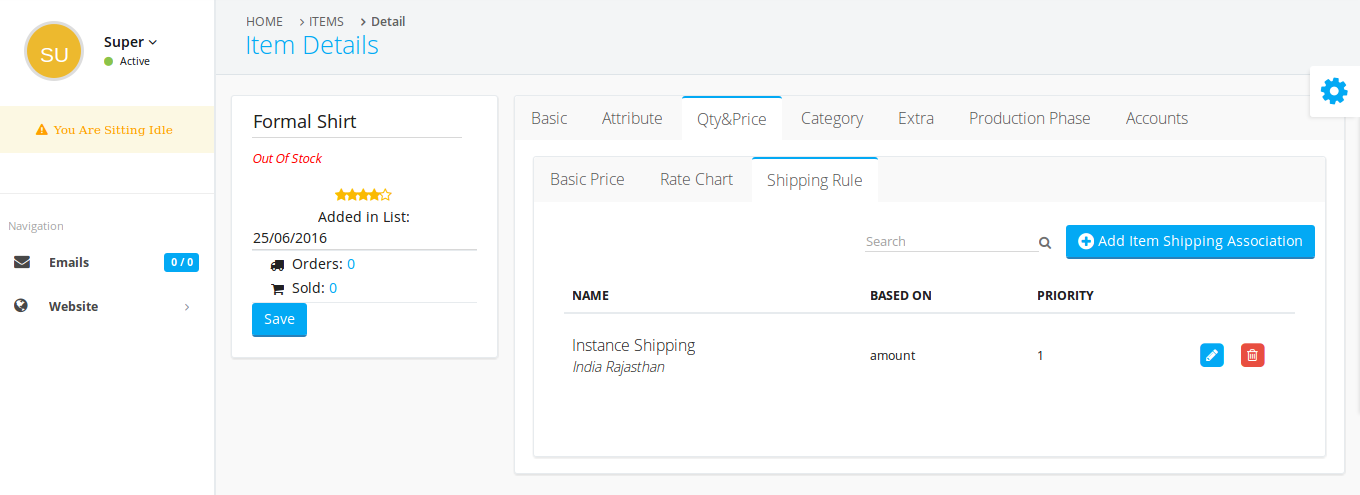 SU
Super
Active
You Are Sitting Idle
Navigation
Emails
0 / 0
Website
HOME > ITEMS > Detail
Item Details
Formal Shirt
Out Of Stock
Added in List:
25/06/2016
Orders: 0
Sold: 0
Save
Basic Attribute Qty&Price Category Extra Production Phase Accounts
Basic Price Rate Chart Shipping Rule
Search
Add Item Shipping Association
NAME BASED ON PRIORITY
Instance Shipping
India Rajasthan
amount 1